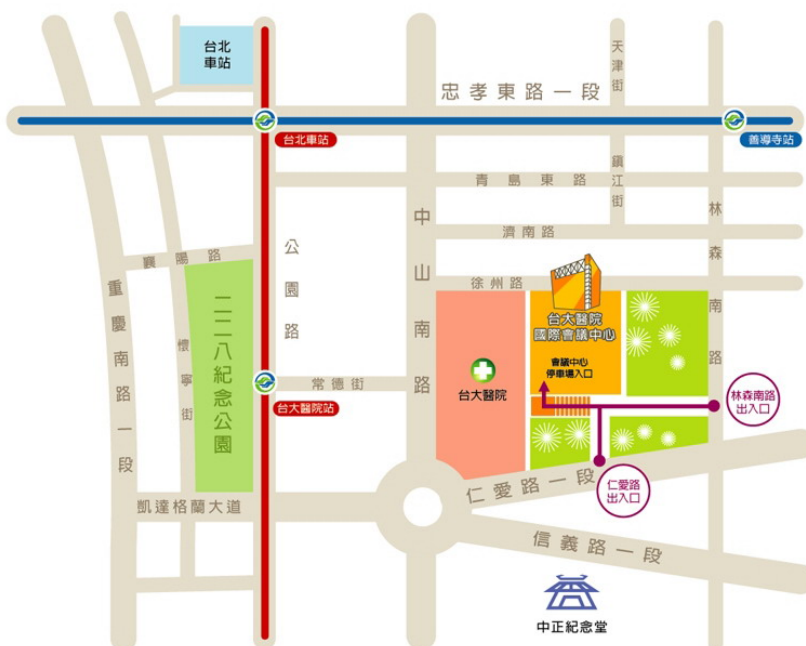 台北
車站
天津街
忠孝東路一段
台北車站
善導寺站
青島東路
鎮江街
林森南路
中山南路
濟南路
公園路
襄陽路
徐州路
重慶南路一段
懷寧街
二二八紀念公園
台大醫院
國際會議中心
會議中心
停車場入口
常德街
台大醫院
台大醫院站
林森南路
出入口
仁愛路一段
仁愛路
出入口
凱達格蘭大道
信義路一段
中正紀念堂